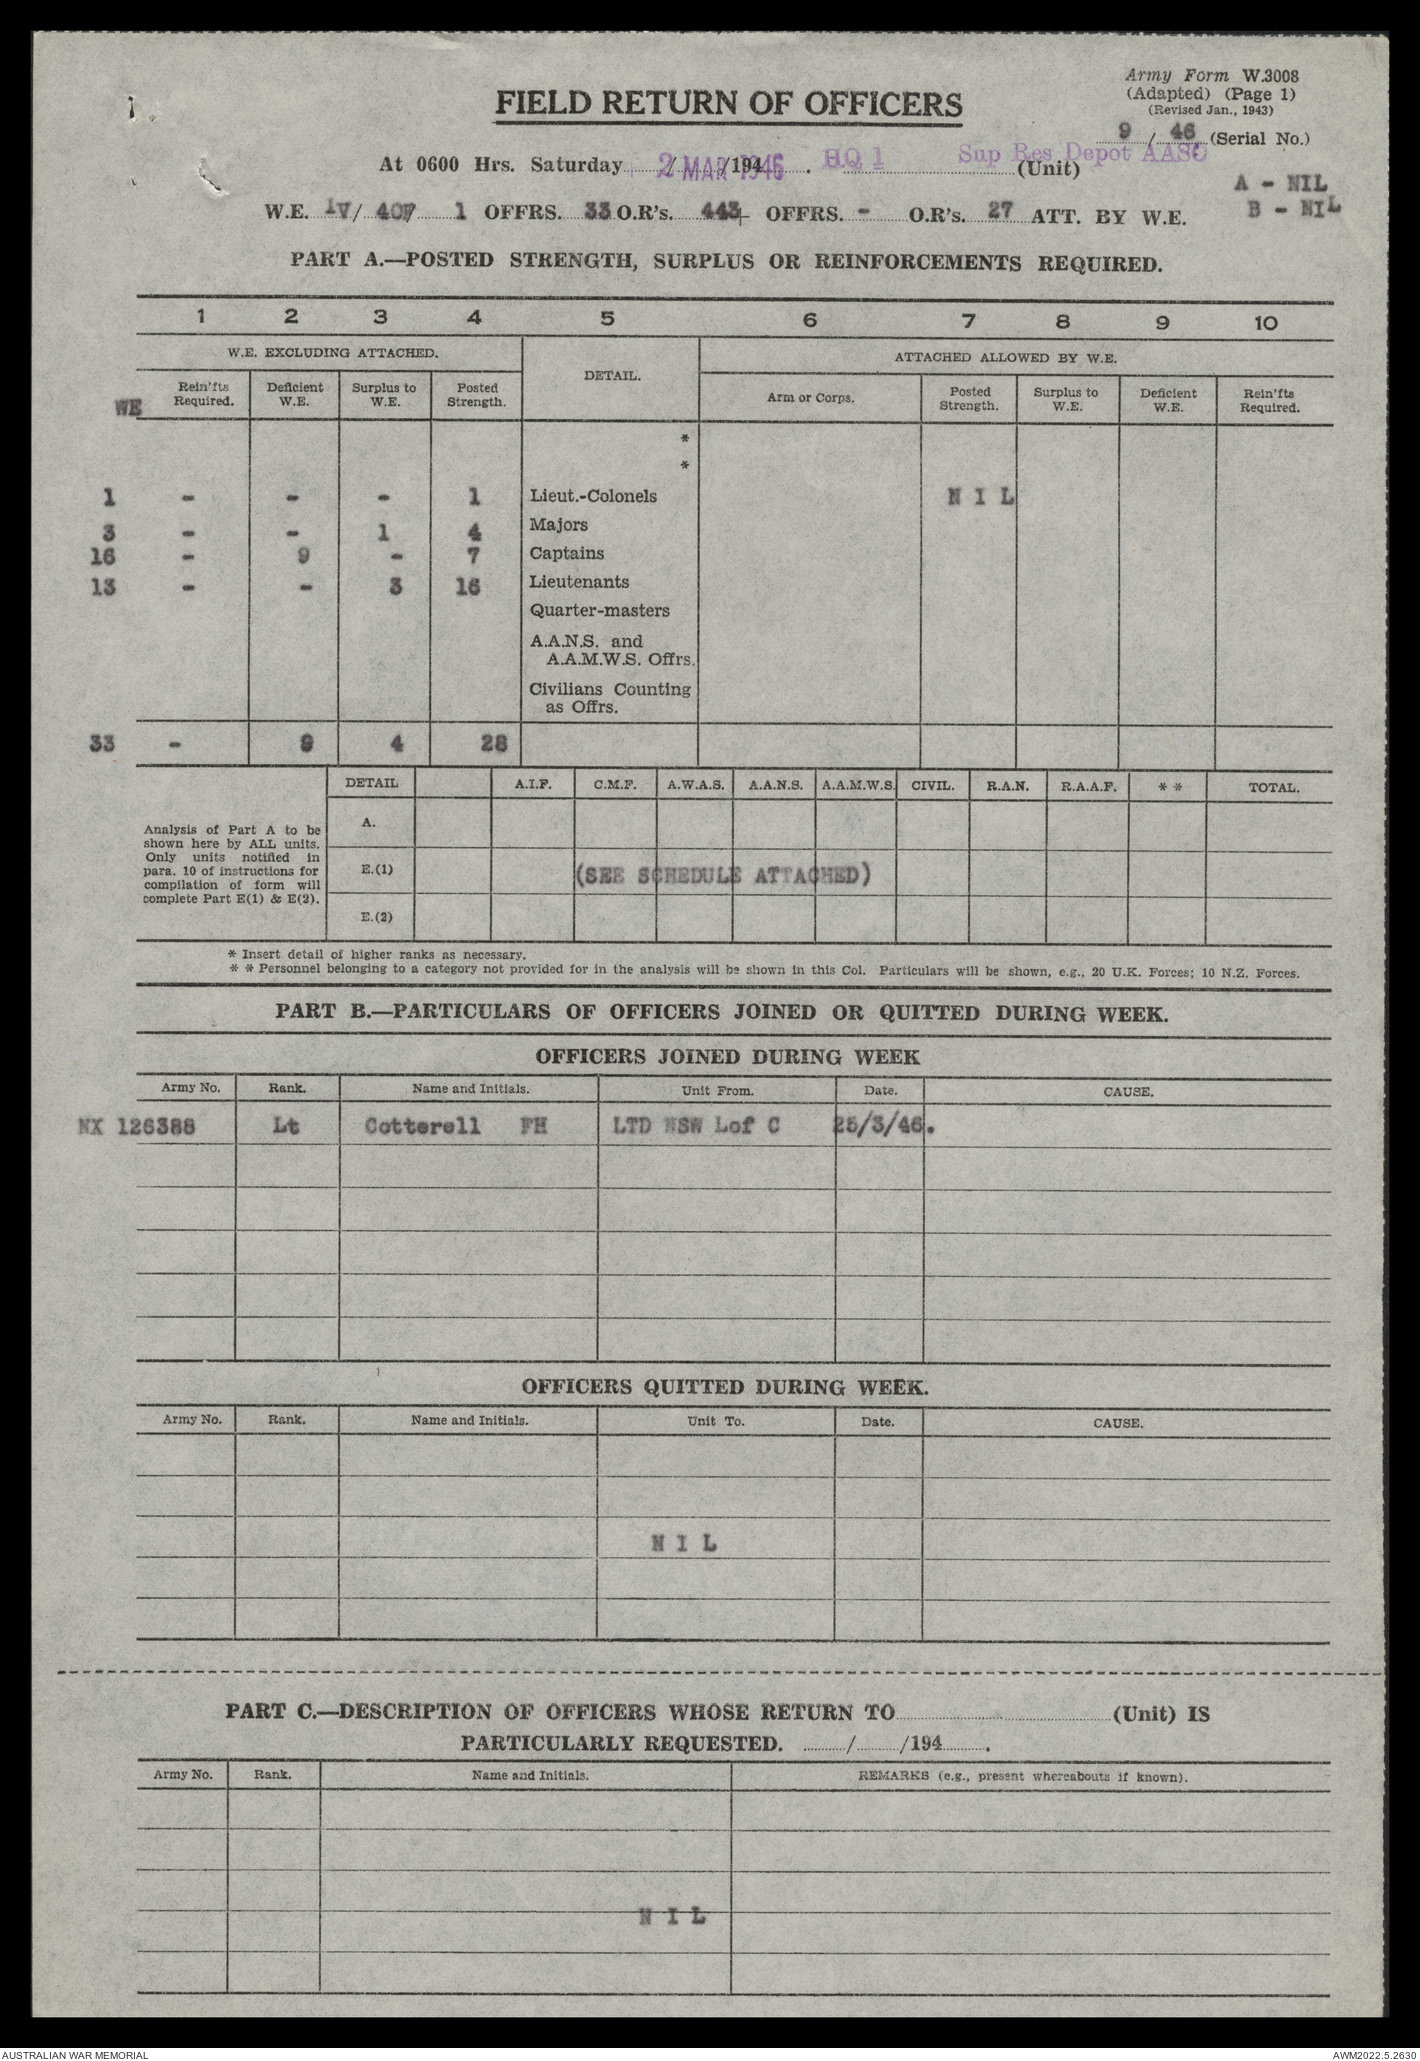 Army Form W.3008
(Adapted) (Page 1)
(Revised Jan., 1943)
FIELD RETURN OF OFFICERS
9 / 46 (Serial No.)
At 0600 Hrs. Saturday 2 MAR 1946 /194 . HQ 1 Sup Res Depot AASC (Unit)
A - NIL
B - NIL
W.E. IV/ 407 1 OFFRS. 33 O.R's. 443 OFFRS. - O.R's. 27 ATT. BY W.E.
PART A.—POSTED STRENGTH, SURPLUS OR REINFORCEMENTS REQUIRED.
1 2 3 4 5 6 7 8 9 10
W.E. EXCLUDING ATTACHED. DETAIL. ATTACHED ALLOWED BY W.E.
WE Rein'fts Required. Deficient W.E. Surplus to W.E. Posted Strength. Arm or Corps. Posted Strength. Surplus to W.E. Deficient W.E. Rein'fts Required.
*
*
1 - - - 1 Lieut.-Colonels N I L
3 - - 1 4 Majors
16 - 9 - 7 Captains
13 - - 3 16 Lieutenants
Quarter-masters
A.A.N.S. and
A.A.M.W.S. Offrs.
Civilians Counting
as Offrs.
33 - 9 4 28
DETAIL A.I.F. C.M.F. A.W.A.S. A.A.N.S. A.A.M.W.S. CIVIL. R.A.N. R.A.A.F. * * TOTAL.
Analysis of Part A to be
shown here by ALL units.
Only units notified in
para. 10 of instructions for
compilation of form will
complete Part E(1) & E(2).
A.
E.(1) (SEE SCHEDULE ATTACHED)
E.(2)
* Insert detail of higher ranks as necessary.
* * Personnel belonging to a category not provided for in the analysis will be shown in this Col. Particulars will be shown, e.g., 20 U.K. Forces; 10 N.Z. Forces.
PART B.—PARTICULARS OF OFFICERS JOINED OR QUITTED DURING WEEK.
OFFICERS JOINED DURING WEEK
Army No. Rank. Name and Initials. Unit From. Date. CAUSE.
NX 126388 Lt Cotterell FH LTD NSW Lof C 25/3/46.
OFFICERS QUITTED DURING WEEK.
Army No. Rank. Name and Initials. Unit To. Date. CAUSE.
N I L
PART C.—DESCRIPTION OF OFFICERS WHOSE RETURN TO (Unit) IS
PARTICULARLY REQUESTED. / /194 .
Army No. Rank. Name and Initials. REMARKS (e.g., present whereabouts if known).
N I L
AUSTRALIAN WAR MEMORIAL AWM2022.5.2630